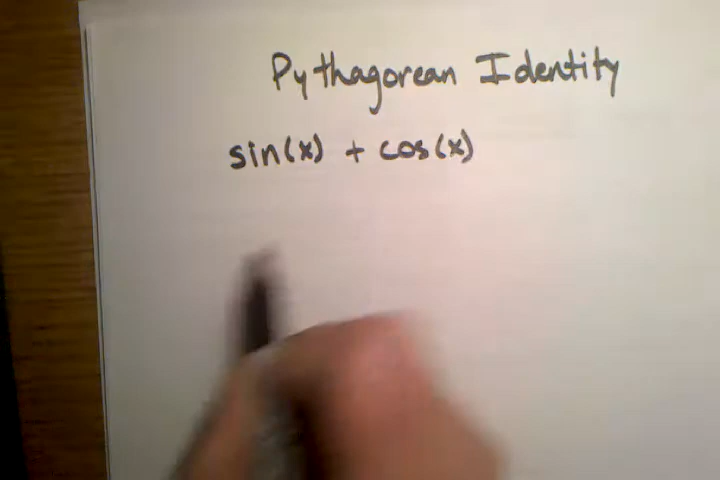 Pythagorean Identity
sin(x) + cos(x)